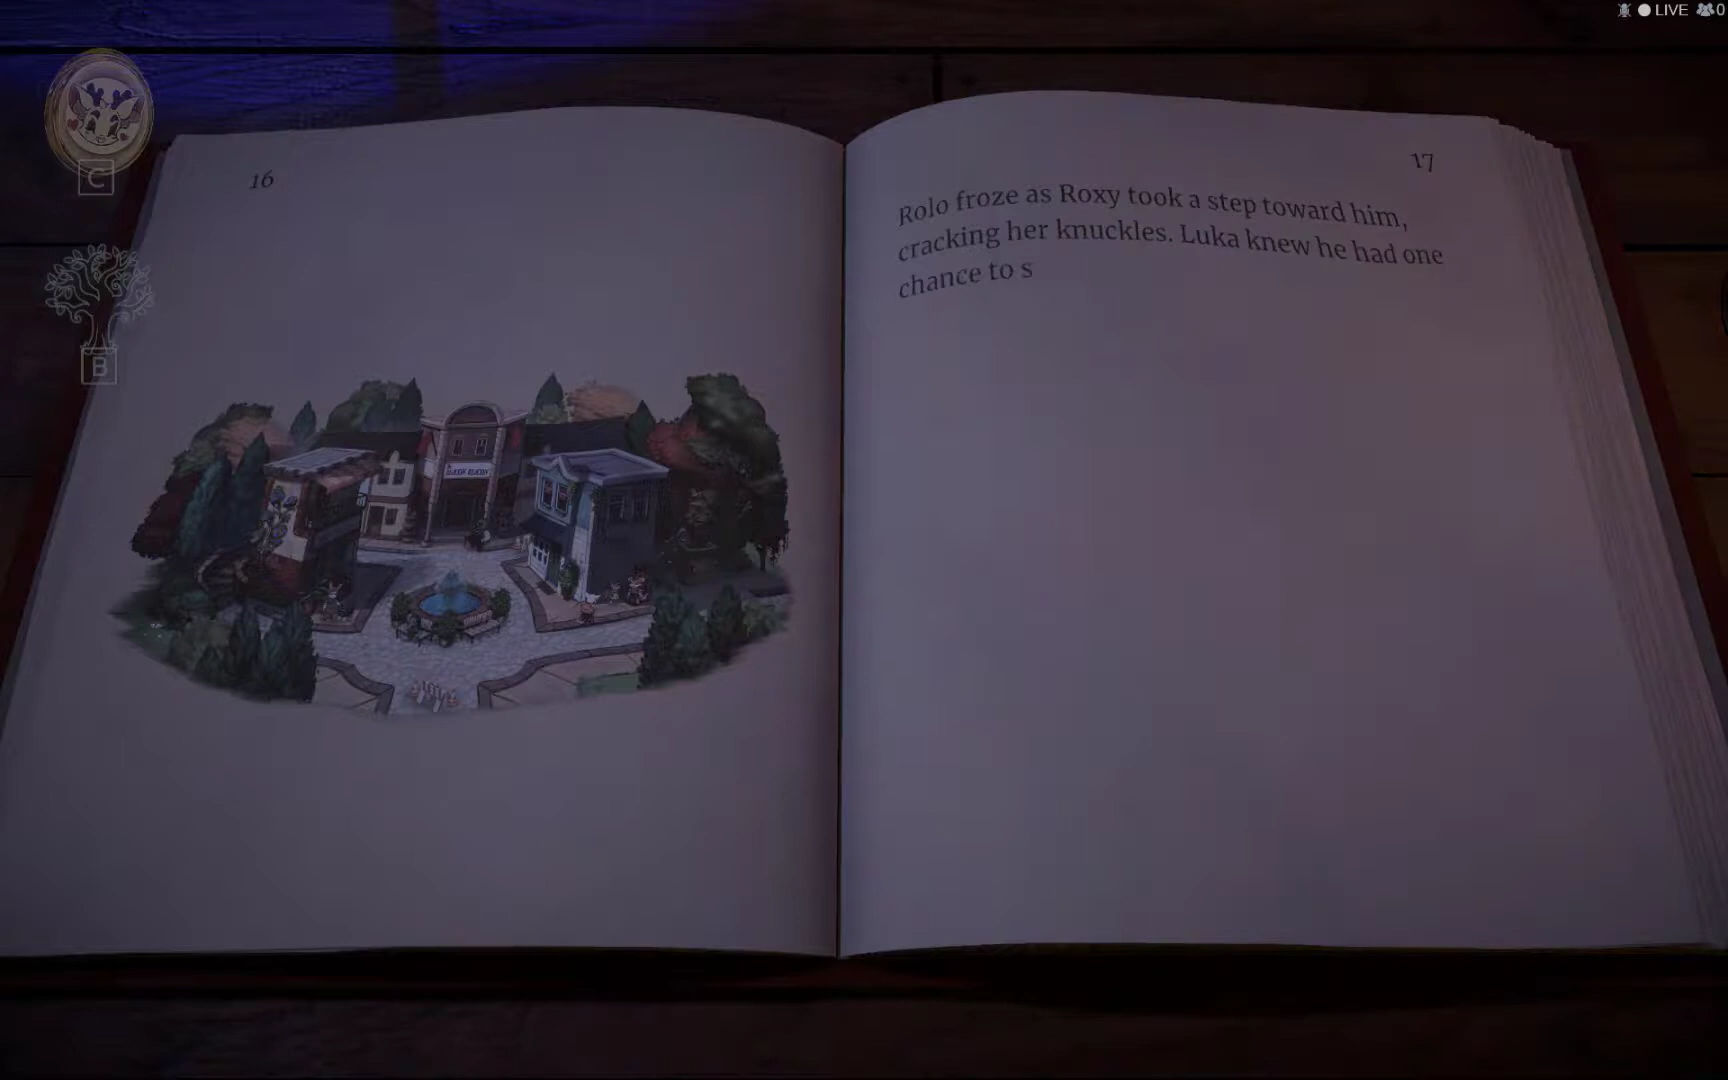 LIVE 0
C
16
17
Rolo froze as Roxy took a step toward him,
cracking her knuckles. Luka knew he had one
chance to s
B